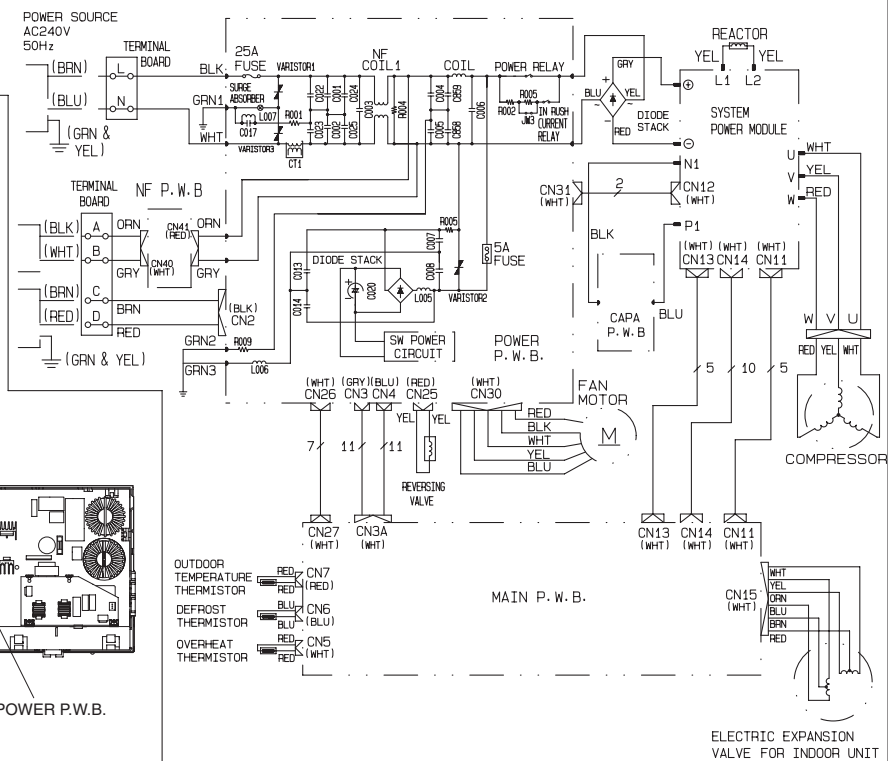 POWER SOURCE
AC240V
50Hz
TERMINAL
BOARD
(BRN)
L
BLK
(BLU)
N
(GRN &
YEL)
25A
FUSE
VARISTOR1
SURGE
ABSORBER
GRN1
L007
C017
R001
WHT
VARISTOR3
CT1
C022
C001
C024
C023
C002
C025
C003
NF
COIL1
R004
COIL
C004
C059
C005
C058
C006
POWER RELAY
R005
R002
JW3
IN RUSH
CURRENT
RELAY
GRY
BLU
YEL
RED
DIODE
STACK
REACTOR
YEL
YEL
L1
L2
SYSTEM
POWER MODULE
U
WHT
V
YEL
W
RED
N1
P1
CN31
(WHT)
2
CN12
(WHT)
BLK
CAPA
P.W.B
BLU
(WHT)
CN13
(WHT)
CN14
(WHT)
CN11
TERMINAL
BOARD
NF P.W.B
(BLK)
A
ORN
CN41
(RED)
ORN
(WHT)
B
GRY
CN40
(WHT)
GRY
(BRN)
C
BRN
(BLK)
CN2
(RED)
D
RED
(GRN & YEL)
GRN2
R009
GRN3
L006
DIODE STACK
C013
C014
C020
L005
R005
C007
C008
VARISTOR2
5A
FUSE
SW POWER
CIRCUIT
POWER
P.W.B.
(WHT)
CN26
(GRY)
CN3
(BLU)
CN4
(RED)
CN25
(WHT)
CN30
YEL
YEL
7
11
11
REVERSING
VALVE
RED
BLK
WHT
YEL
BLU
FAN
MOTOR
M
5
10
5
W
V
U
RED
YEL
WHT
COMPRESSOR
CN27
(WHT)
CN3A
(WHT)
CN13
(WHT)
CN14
(WHT)
CN11
(WHT)
OUTDOOR
TEMPERATURE
THERMISTOR
RED
RED
CN7
(RED)
DEFROST
THERMISTOR
BLU
BLU
CN6
(BLU)
OVERHEAT
THERMISTOR
RED
RED
CN5
(WHT)
MAIN P.W.B.
CN15
(WHT)
WHT
YEL
ORN
BLU
BRN
RED
ELECTRIC EXPANSION
VALVE FOR INDOOR UNIT
POWER P.W.B.